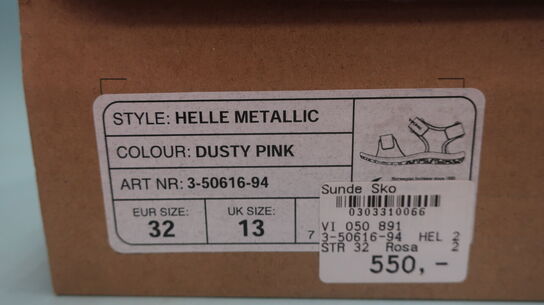 STYLE: HELLE METALLIC
COLOUR: DUSTY PINK
ART NR: 3-50616-94
EUR SIZE: UK SIZE:
32 13 7
Sunde Sko
0303310066
VI 050 891
3-50616-94 HEL 2
STR 32 Rosa 2
550,-